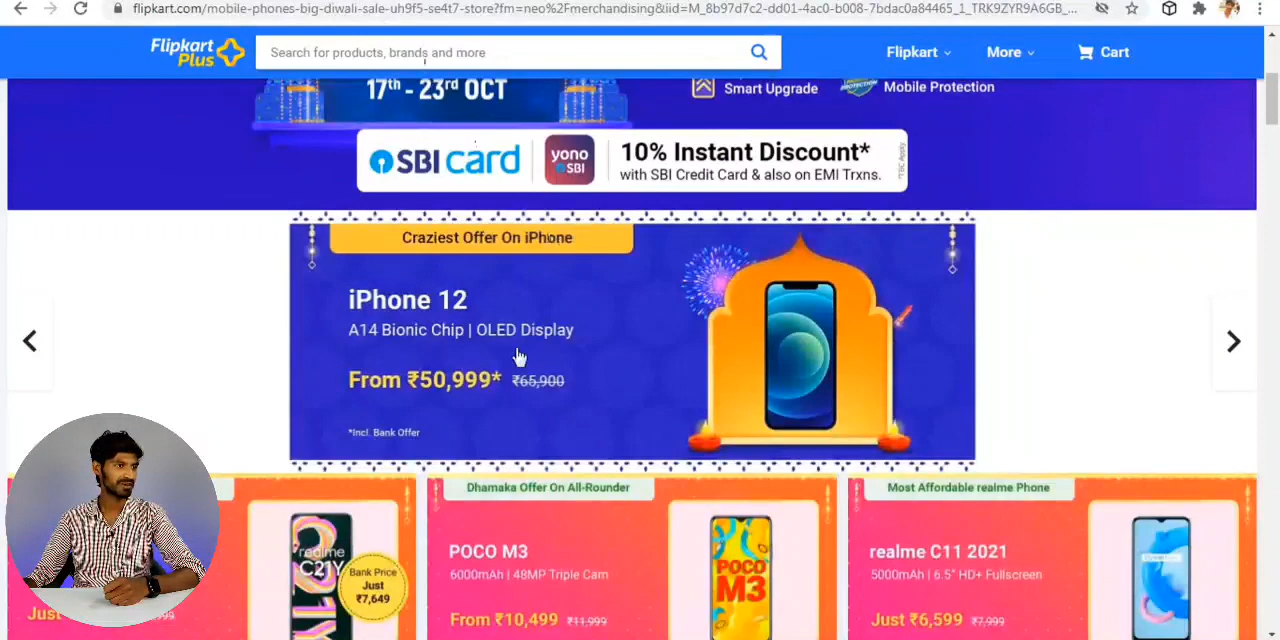 flipkart.com/mobile-phones-big-diwali-sale-uh9f5-se4t7-store?fm=neo%2Fmerchandising&iid=M_8b97d7c2-dd01-4ac0-b008-7bdac0a84465_1_TRK9ZYR9A6GB_...
Flipkart Plus
Search for products, brands and more
Flipkart
More
Cart
17th - 23rd OCT
Smart Upgrade
Mobile Protection
SBI card
yono SBI
10% Instant Discount*
with SBI Credit Card & also on EMI Trxns.
*T&C Apply
Craziest Offer On iPhone
iPhone 12
A14 Bionic Chip | OLED Display
From ₹50,999* ₹65,900
*Incl. Bank Offer
realme
C21Y
Bank Price
Just
₹7,649
Just
Dhamaka Offer On All-Rounder
POCO M3
6000mAh | 48MP Triple Cam
From ₹10,499 ₹11,999
POCO
M3
Most Affordable realme Phone
realme C11 2021
5000mAh | 6.5" HD+ Fullscreen
Just ₹6,599 ₹7,999